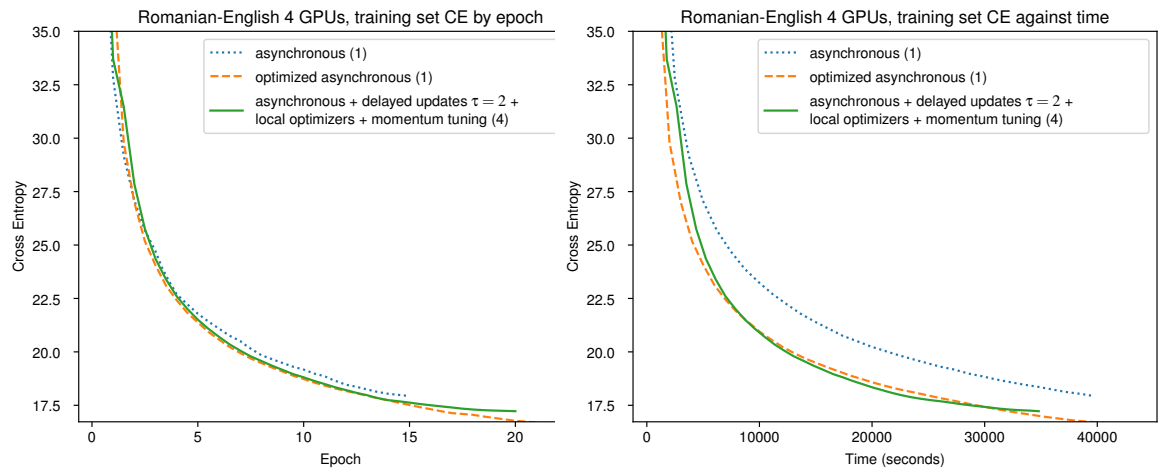 Romanian-English 4 GPUs, training set CE by epoch
35.0
32.5
30.0
27.5
25.0
22.5
20.0
17.5
Cross Entropy
asynchronous (1)
optimized asynchronous (1)
asynchronous + delayed updates τ = 2 +
local optimizers + momentum tuning (4)
0 5 10 15 20
Epoch
Romanian-English 4 GPUs, training set CE against time
35.0
32.5
30.0
27.5
25.0
22.5
20.0
17.5
Cross Entropy
asynchronous (1)
optimized asynchronous (1)
asynchronous + delayed updates τ = 2 +
local optimizers + momentum tuning (4)
0 10000 20000 30000 40000
Time (seconds)